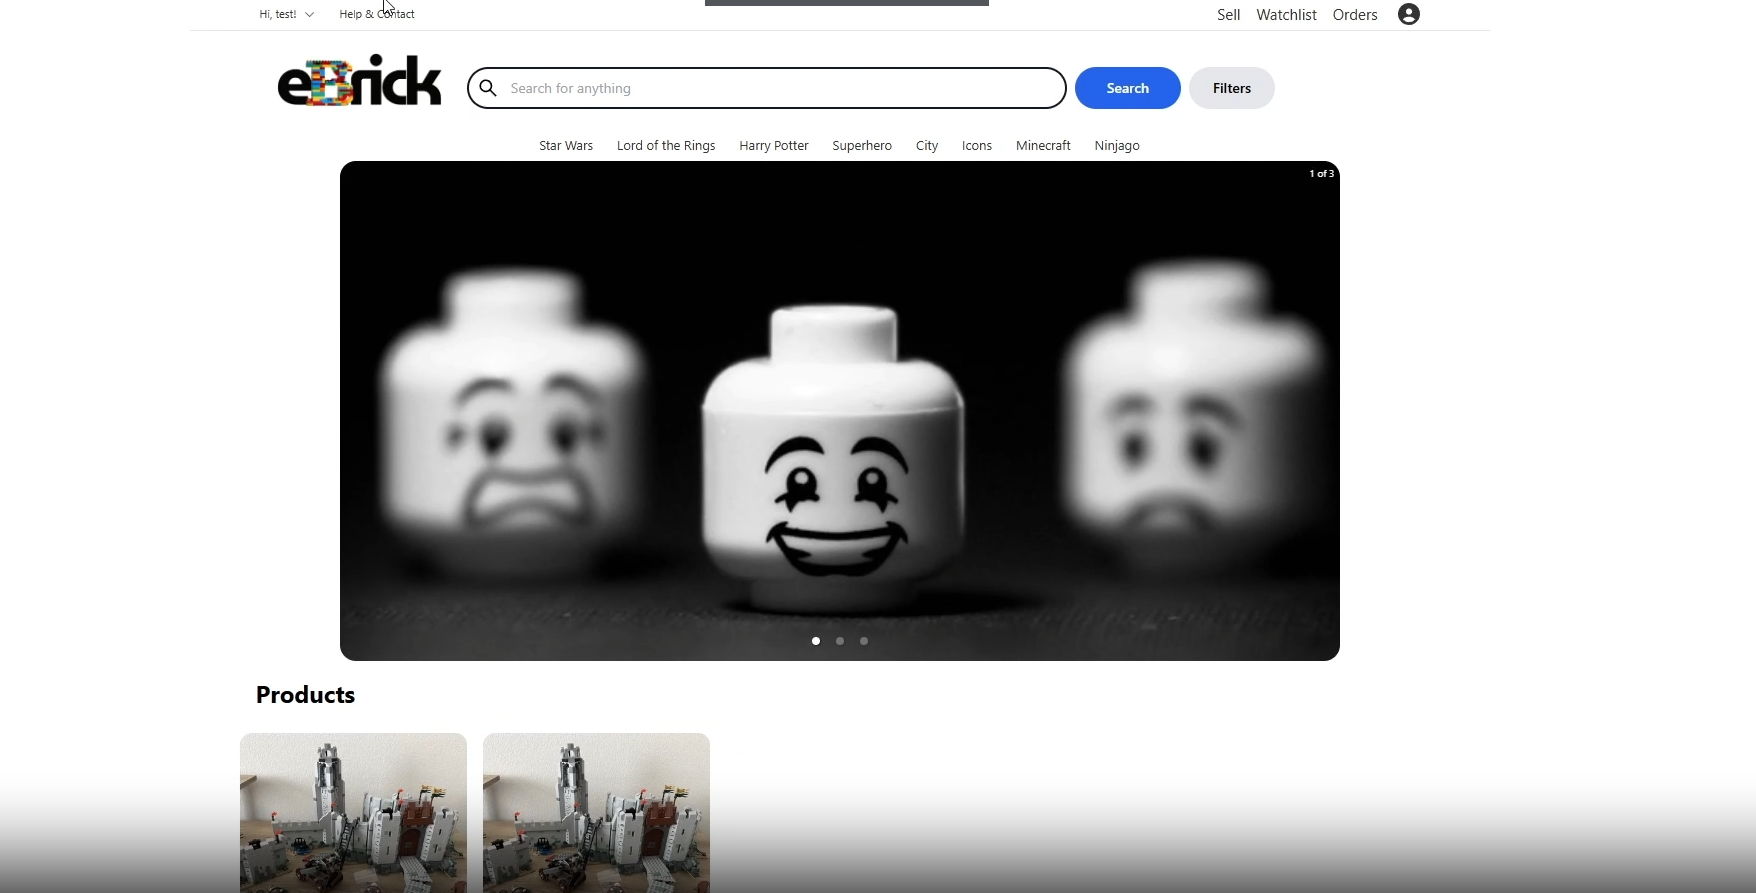 Hi, test!
Help & Contact
Sell Watchlist Orders
eBrick
Search for anything
Search
Filters
Star Wars Lord of the Rings Harry Potter Superhero City Icons Minecraft Ninjago
1 of 3
Products